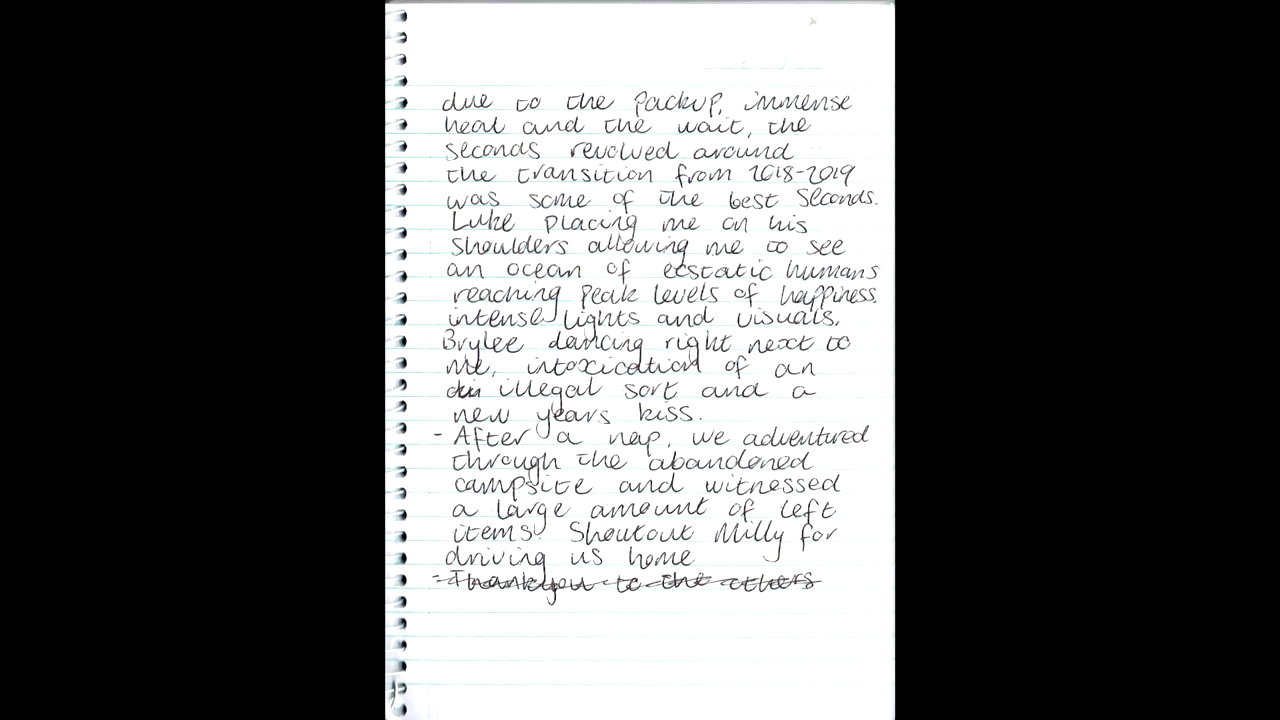 due to the packup, immense
heat and the wait, the
seconds revolved around
the transition from 2018-2019
was some of the best seconds.
Luke placing me on his
shoulders allowing me to see
an ocean of ecstatic humans
reaching peak levels of happiness.
intense lights and visuals.
Brylee dancing right next to
me, intoxication of an
illegal sort and a
new years kiss.
- After a nap, we adventured
through the abandoned
campsite and witnessed
a large amount of left
items. Shoutout Milly for
driving us home
- Thankyou to the others